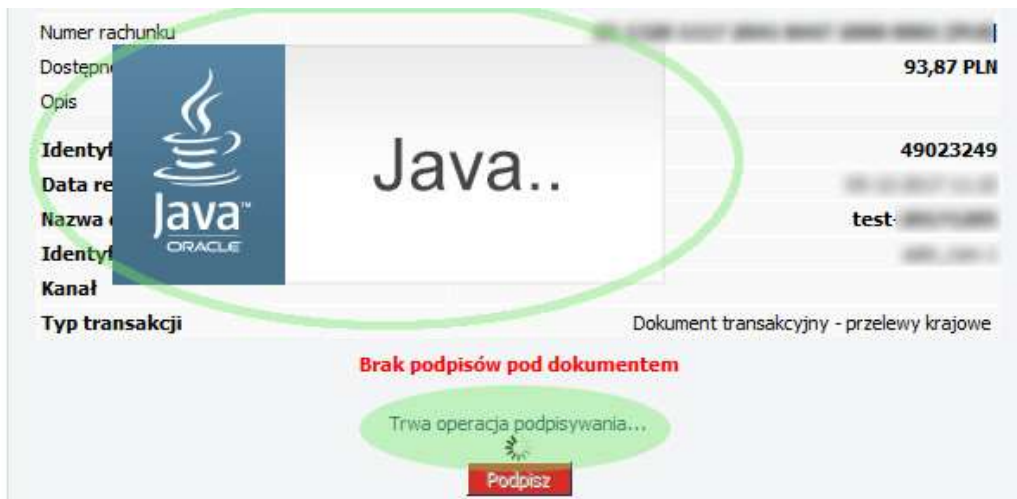 Numer rachunku
Dostępn 93,87 PLN
Opis
Identyf 49023249
Data re
Nazwa test-
Identyf
Kanał
Typ transakcji Dokument transakcyjny - przelewy krajowe
Java™
ORACLE
Java..
Brak podpisów pod dokumentem
Trwa operacja podpisywania...
Podpisz